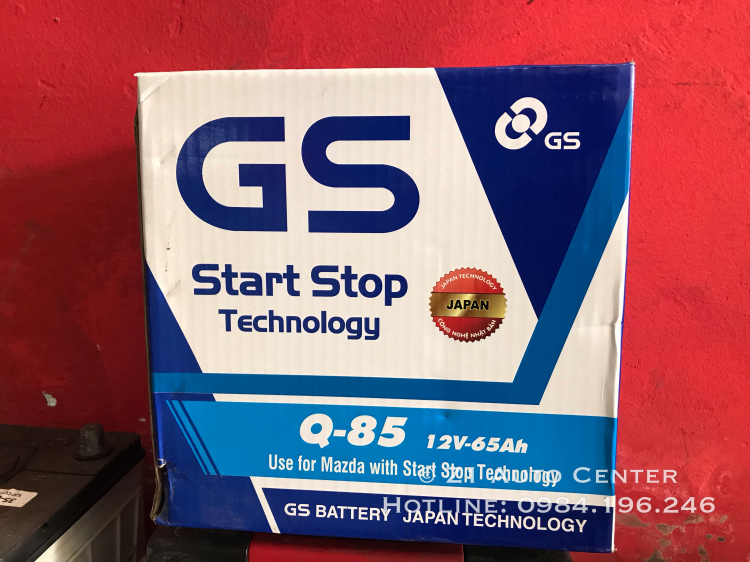 GS
GS
Start Stop
Technology
JAPAN TECHNOLOGY
JAPAN
CÔNG NGHỆ NHẬT BẢN
Q-85 12V-65Ah
Use for Mazda with Start Stop Technology
GS BATTERY JAPAN TECHNOLOGY
Auto Center
Hotline: 0984.196.246